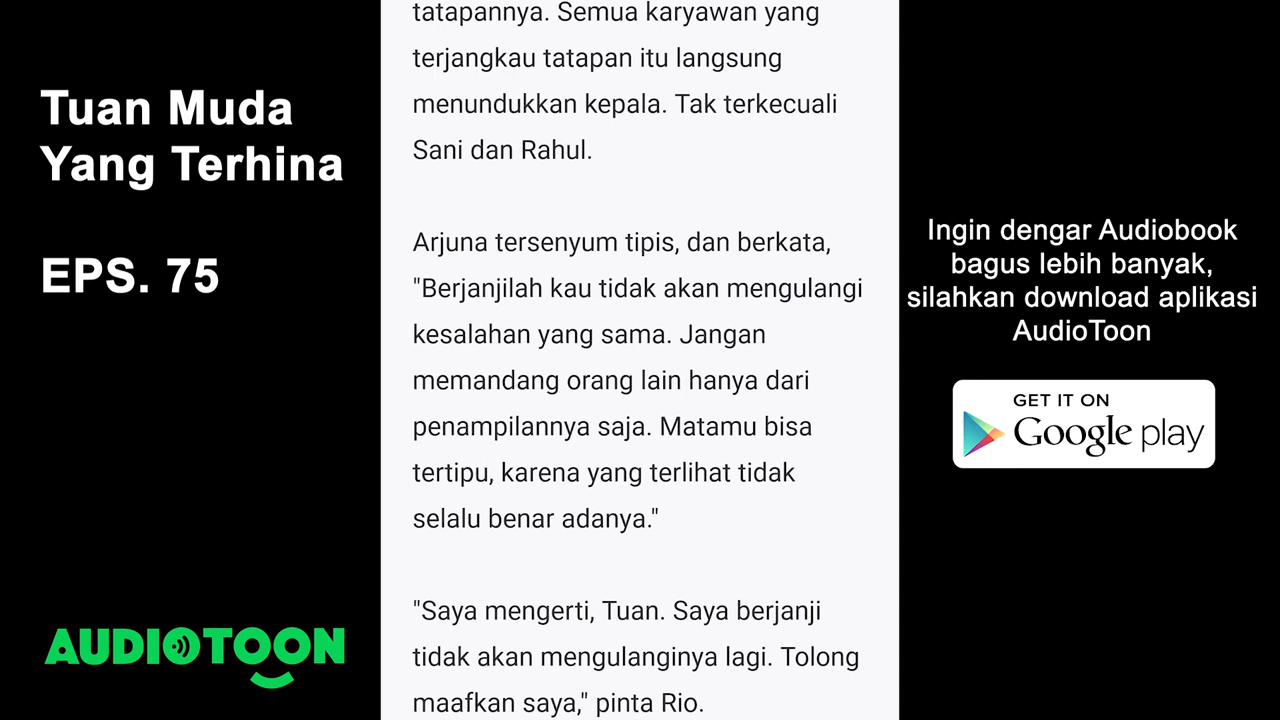 Tuan Muda
Yang Terhina
EPS. 75
AUDIOTOON
tatapannya. Semua karyawan yang
terjangkau tatapan itu langsung
menundukkan kepala. Tak terkecuali
Sani dan Rahul.
Arjuna tersenyum tipis, dan berkata,
"Berjanjilah kau tidak akan mengulangi
kesalahan yang sama. Jangan
memandang orang lain hanya dari
penampilannya saja. Matamu bisa
tertipu, karena yang terlihat tidak
selalu benar adanya."
"Saya mengerti, Tuan. Saya berjanji
tidak akan mengulanginya lagi. Tolong
maafkan saya," pinta Rio.
Ingin dengar Audiobook
bagus lebih banyak,
silahkan download aplikasi
AudioToon
GET IT ON
Google play